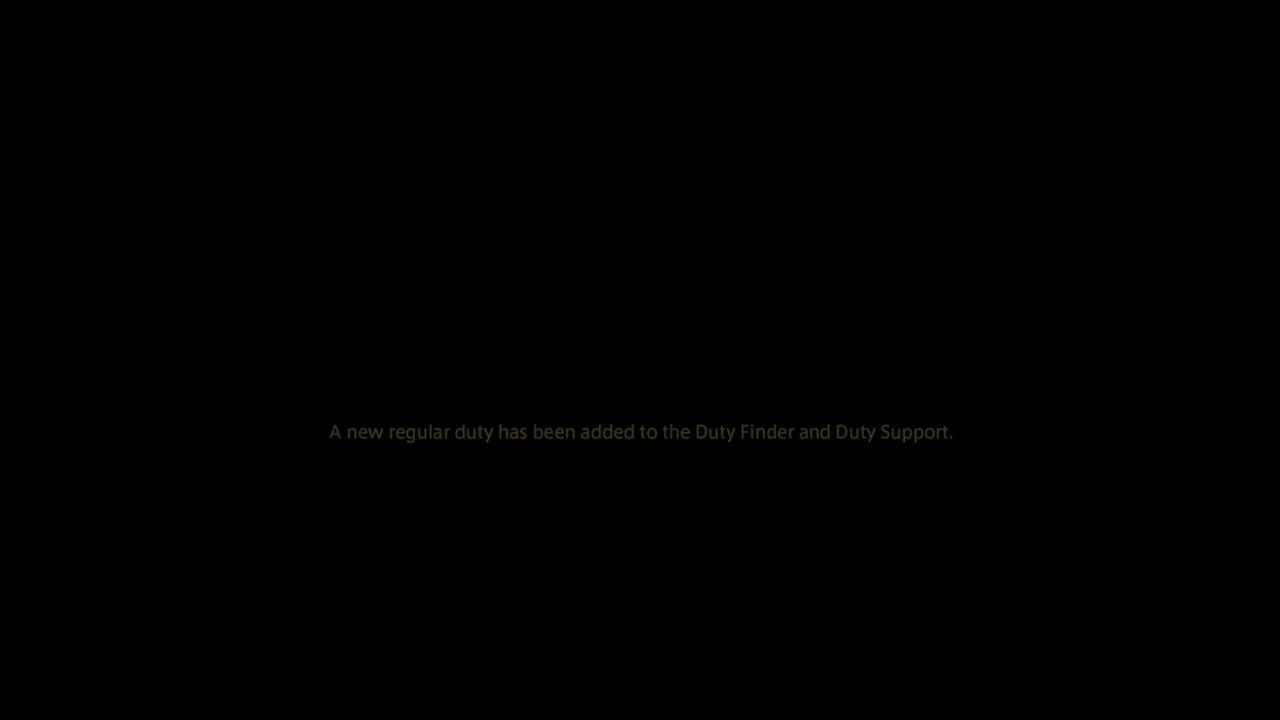 A new regular duty has been added to the Duty Finder and Duty Support.